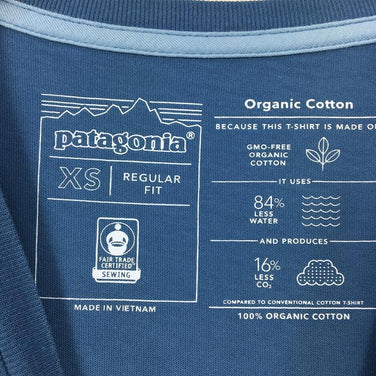 patagonia®
XS | REGULAR FIT
FAIR TRADE
CERTIFIED™
SEWING
MADE IN VIETNAM
Organic Cotton
BECAUSE THIS T-SHIRT IS MADE O
GMO-FREE
ORGANIC
COTTON
IT USES
84%
LESS
WATER
AND PRODUCES
16%
LESS
CO₂
COMPARED TO CONVENTIONAL COTTON T-SHIRT
100% ORGANIC COTTON